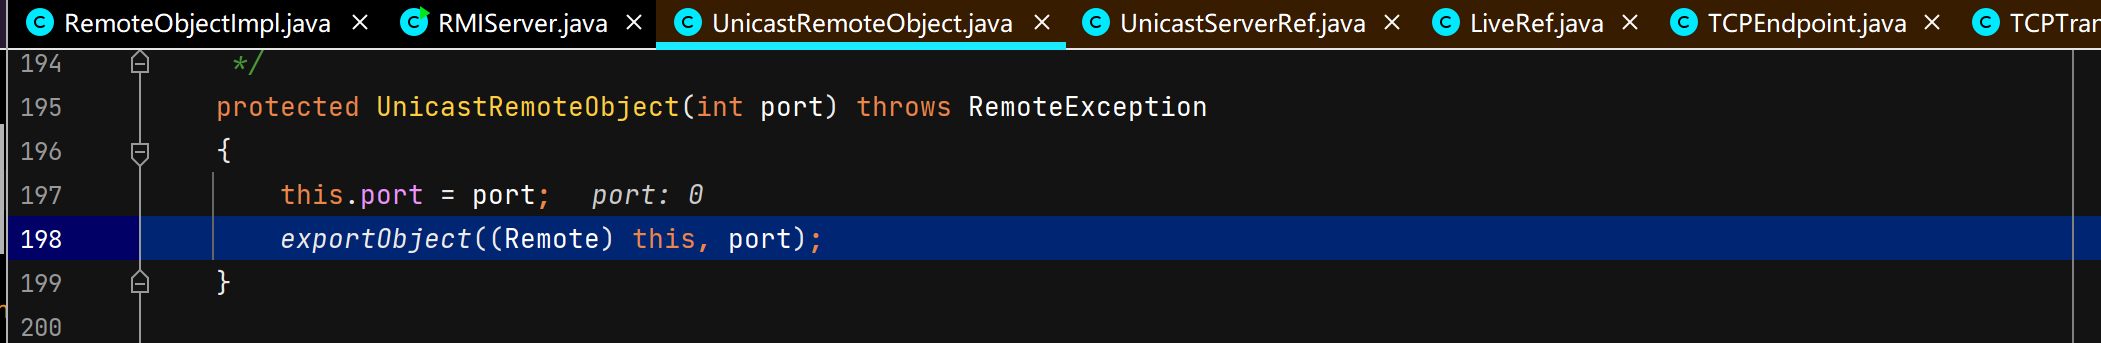 RemoteObjectImpl.java RMIServer.java UnicastRemoteObject.java UnicastServerRef.java LiveRef.java TCPEndpoint.java TCPTran
194 */
195 protected UnicastRemoteObject(int port) throws RemoteException
196 {
197 this.port = port; port: 0
198 exportObject((Remote) this, port);
199 }
200